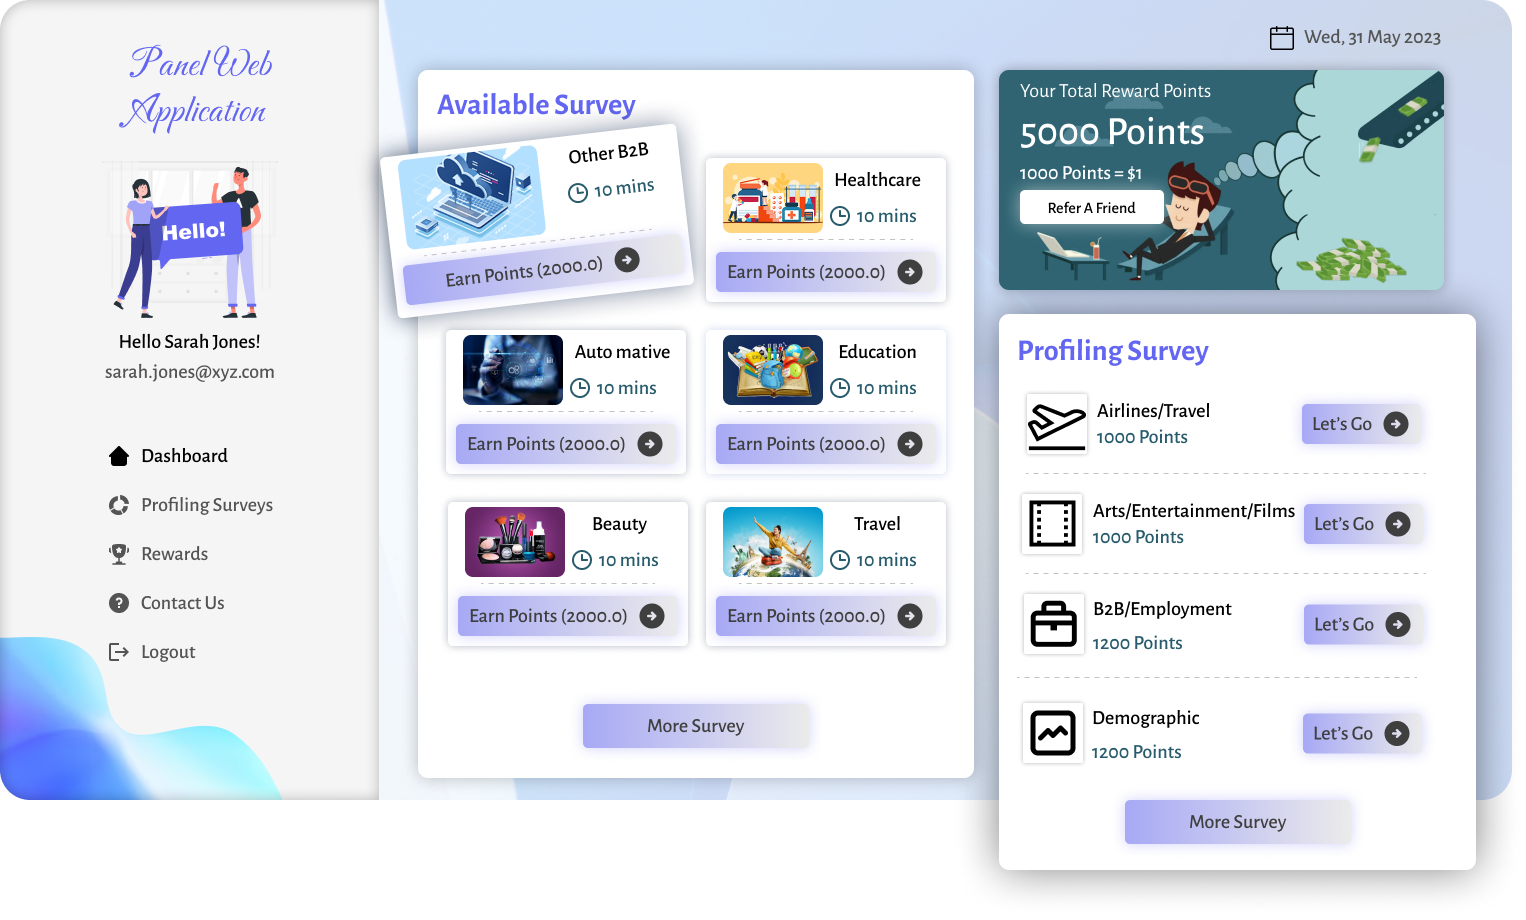 Panel Web
Application
Hello!
Hello Sarah Jones!
sarah.jones@xyz.com
Dashboard
Profiling Surveys
Rewards
Contact Us
Logout
Wed, 31 May 2023
Available Survey
Other B2B
10 mins
Earn Points (2000.0)
Healthcare
10 mins
Earn Points (2000.0)
Auto mative
10 mins
Earn Points (2000.0)
Education
10 mins
Earn Points (2000.0)
Beauty
10 mins
Earn Points (2000.0)
Travel
10 mins
Earn Points (2000.0)
More Survey
Your Total Reward Points
5000 Points
1000 Points = $1
Refer A Friend
Profiling Survey
Airlines/Travel
1000 Points
Let's Go
Arts/Entertainment/Films
1000 Points
Let's Go
B2B/Employment
1200 Points
Let's Go
Demographic
1200 Points
Let's Go
More Survey